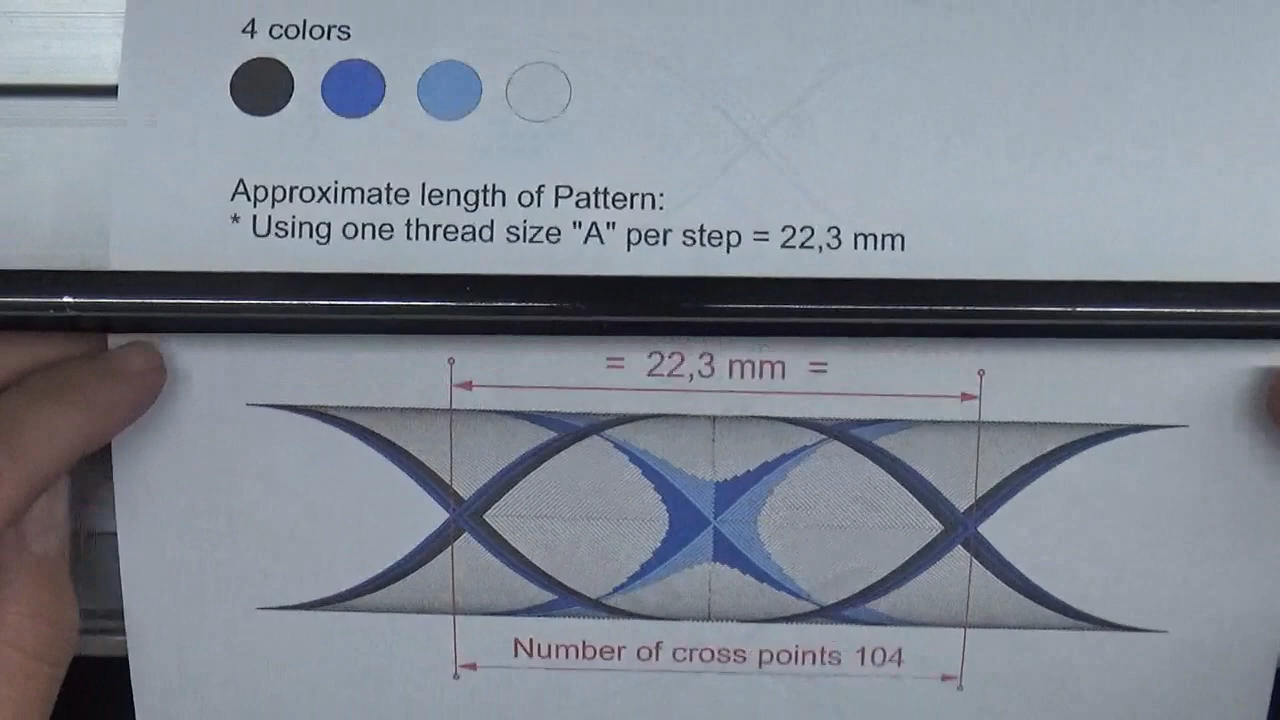 4 colors
Approximate length of Pattern:
* Using one thread size "A" per step = 22,3 mm
= 22,3 mm =
Number of cross points 104